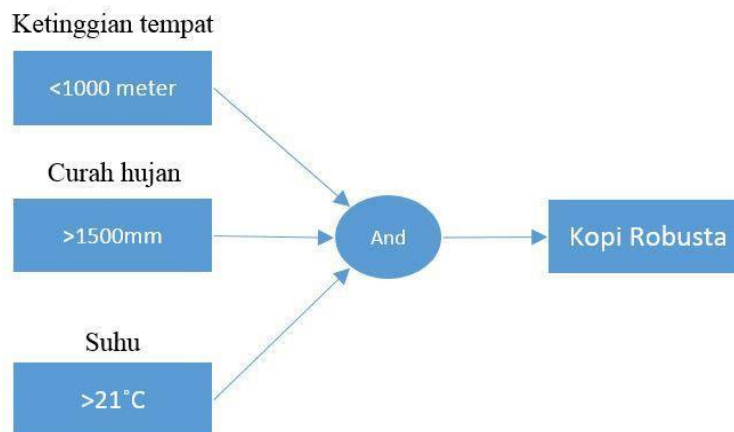 Ketinggian tempat
<1000 meter
Curah hujan
>1500mm
And
Kopi Robusta
Suhu
>21°C